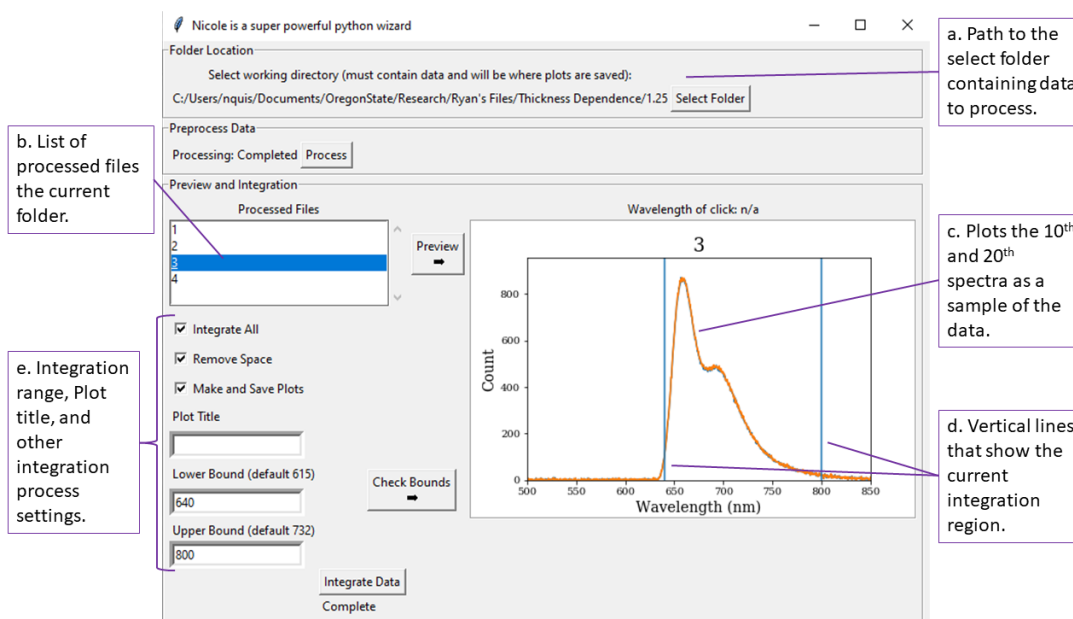 Nicole is a super powerful python wizard
Folder Location
Select working directory (must contain data and will be where plots are saved):
C:/Users/nquis/Documents/OregonState/Research/Ryan's Files/Thickness Dependence/1.25
Select Folder
a. Path to the
select folder
containing data
to process.
Preprocess Data
Processing: Completed
Process
b. List of
processed files
the current
folder.
Preview and Integration
Processed Files
1
2
3
4
Preview
➡
Wavelength of click: n/a
3
800
600
400
200
0
Count
500
550
600
650
700
750
800
850
Wavelength (nm)
c. Plots the 10th
and 20th
spectra as a
sample of the
data.
d. Vertical lines
that show the
current
integration
region.
e. Integration
range, Plot
title, and
other
integration
process
settings.
Integrate All
Remove Space
Make and Save Plots
Plot Title
Lower Bound (default 615)
640
Check Bounds
➡
Upper Bound (default 732)
800
Integrate Data
Complete